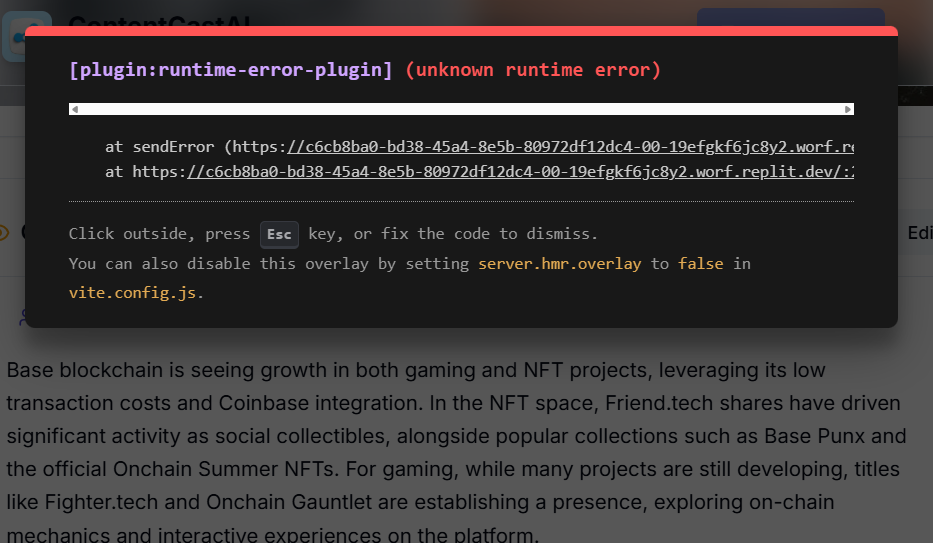 ContentCastAI
[plugin:runtime-error-plugin] (unknown runtime error)
at sendError (https://c6cb8ba0-bd38-45a4-8e5b-80972df12dc4-00-19efgkf6jc8y2.worf.re
at https://c6cb8ba0-bd38-45a4-8e5b-80972df12dc4-00-19efgkf6jc8y2.worf.replit.dev/:2
Click outside, press Esc key, or fix the code to dismiss.
Edi
You can also disable this overlay by setting server.hmr.overlay to false in
vite.config.js.
Base blockchain is seeing growth in both gaming and NFT projects, leveraging its low
transaction costs and Coinbase integration. In the NFT space, Friend.tech shares have driven
significant activity as social collectibles, alongside popular collections such as Base Punx and
the official Onchain Summer NFTs. For gaming, while many projects are still developing, titles
like Fighter.tech and Onchain Gauntlet are establishing a presence, exploring on-chain
mechanics and interactive experiences on the platform.